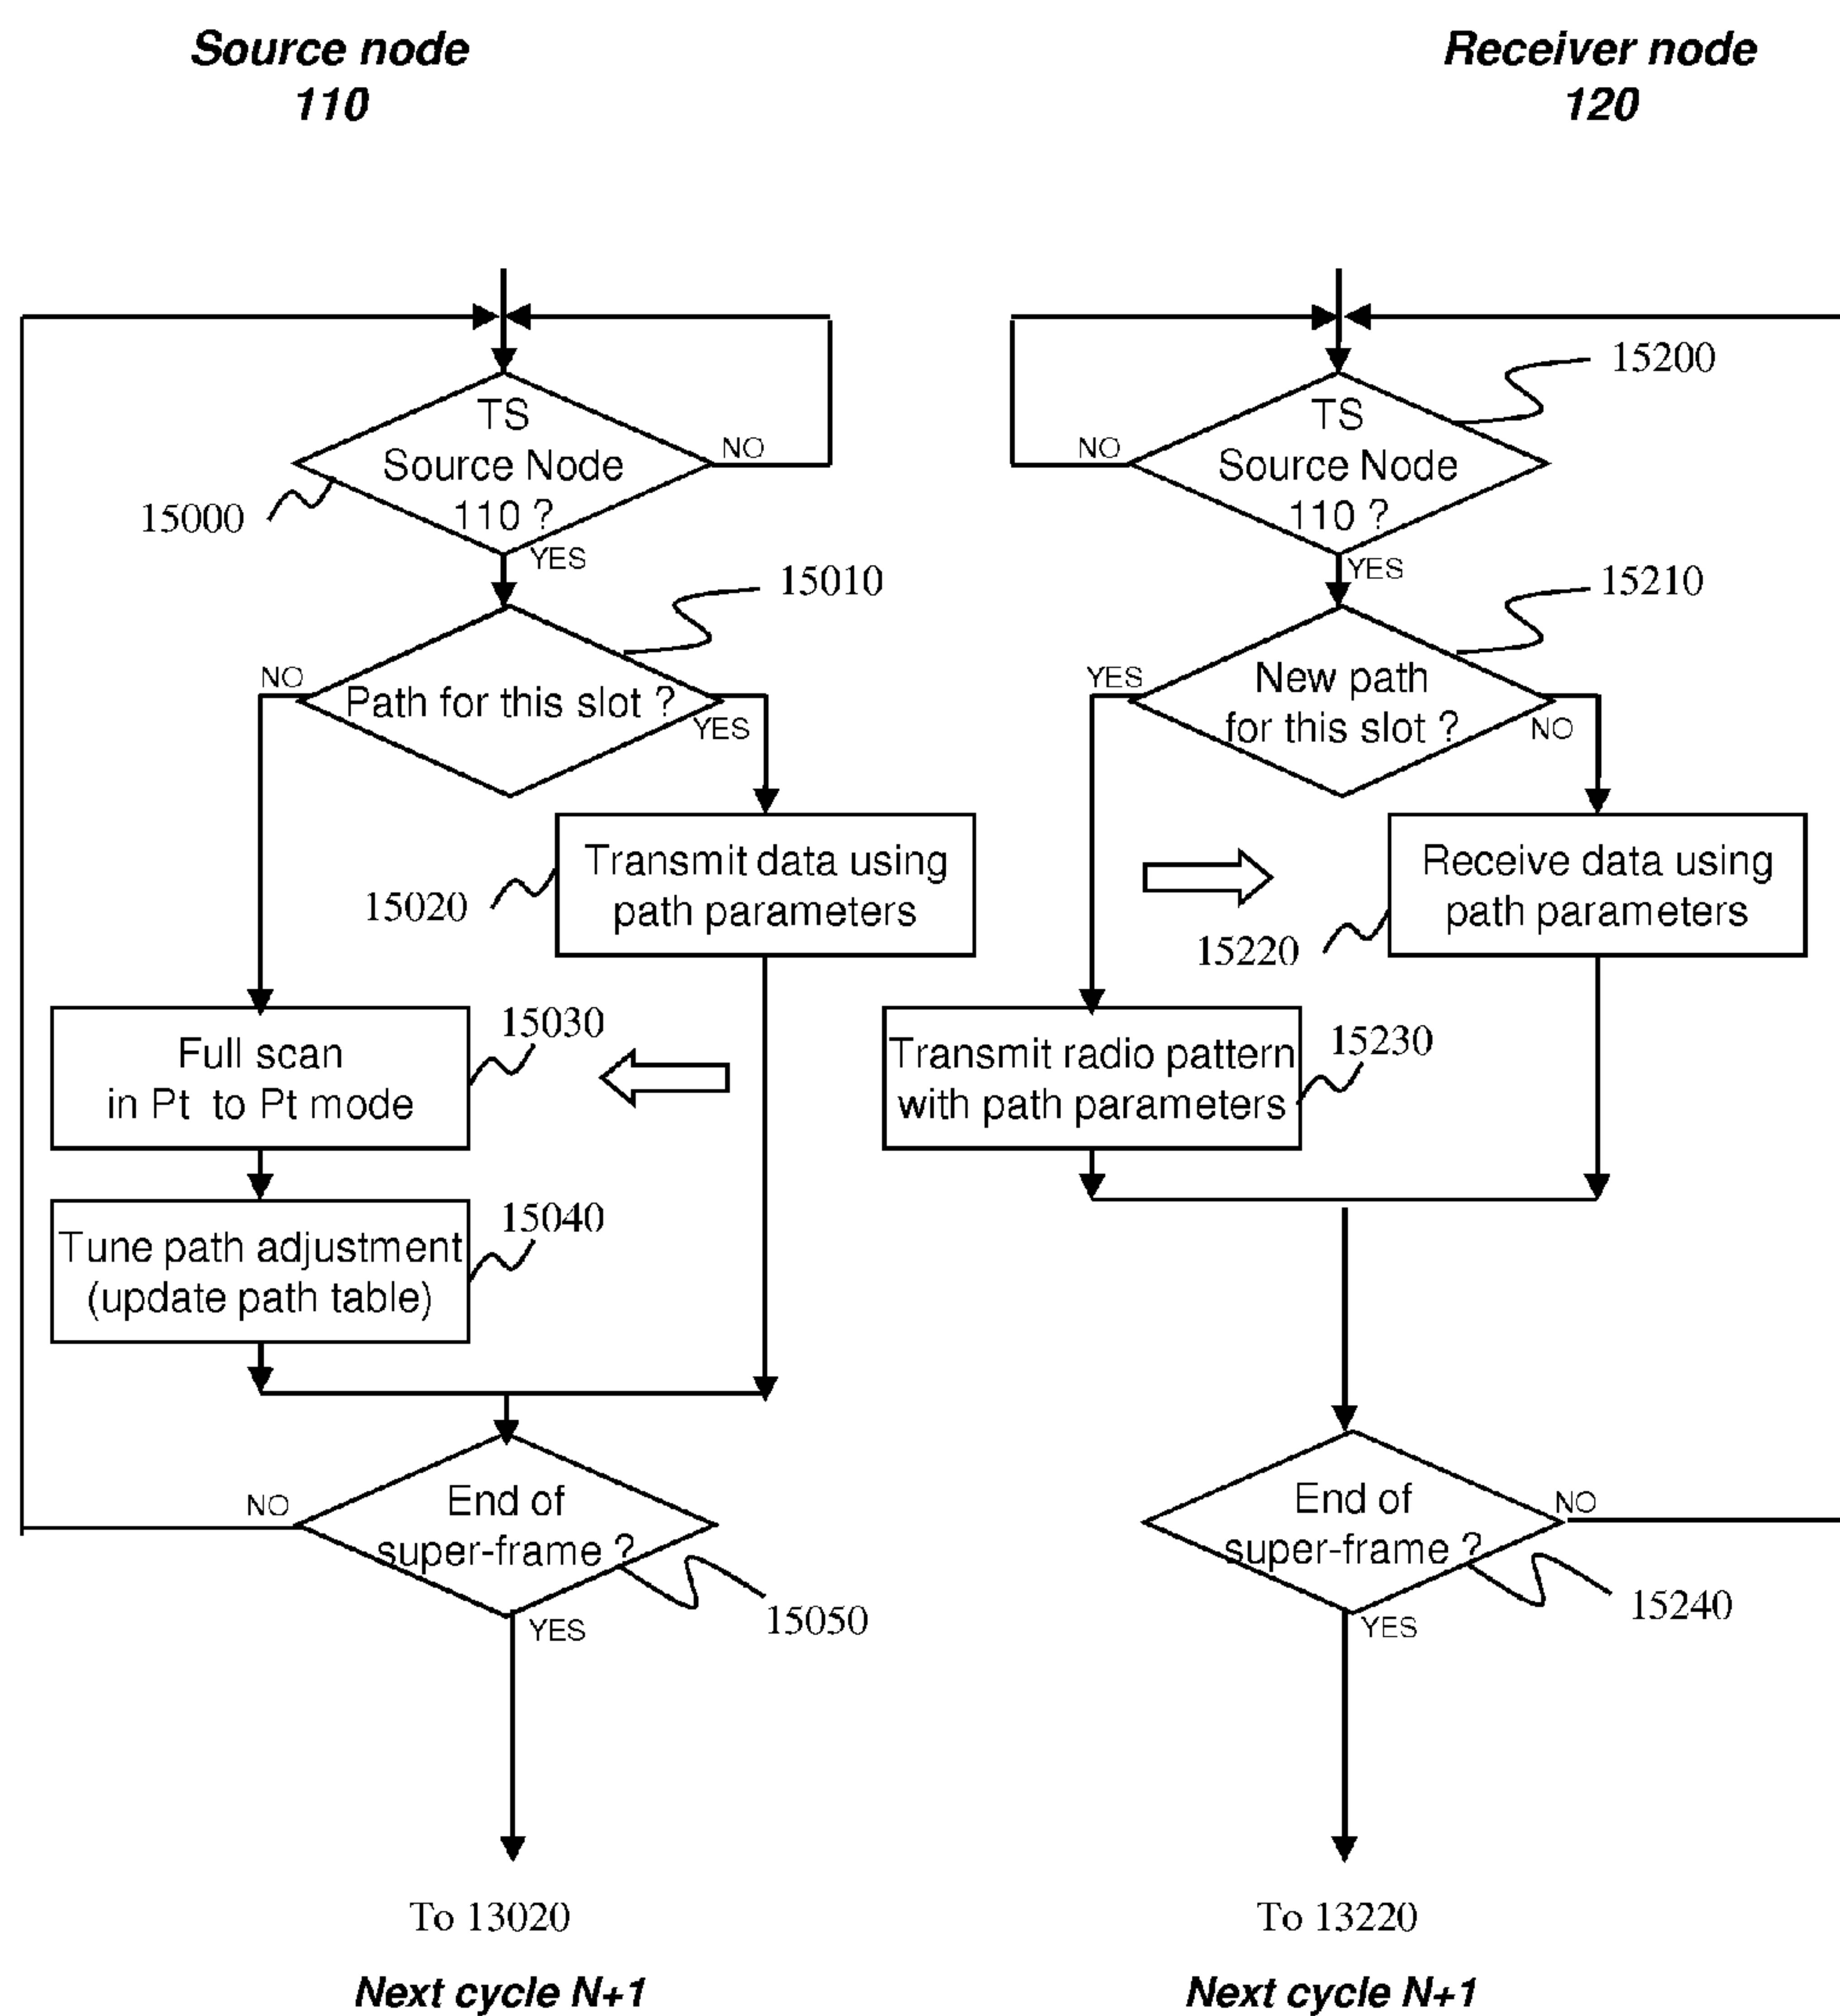 Source node
110
Receiver node
120
TS
Source Node
110 ?
NO
YES
15000
15010
NO
Path for this slot ?
YES
Transmit data using
path parameters
15020
Full scan
in Pt to Pt mode
15030
Tune path adjustment
(update path table)
15040
NO
End of
super-frame ?
YES
15050
To 13020
Next cycle N+1
15200
TS
Source Node
110 ?
NO
YES
15210
YES
New path
for this slot ?
NO
Receive data using
path parameters
15220
Transmit radio pattern
with path parameters
15230
End of
super-frame ?
NO
YES
15240
To 13220
Next cycle N+1